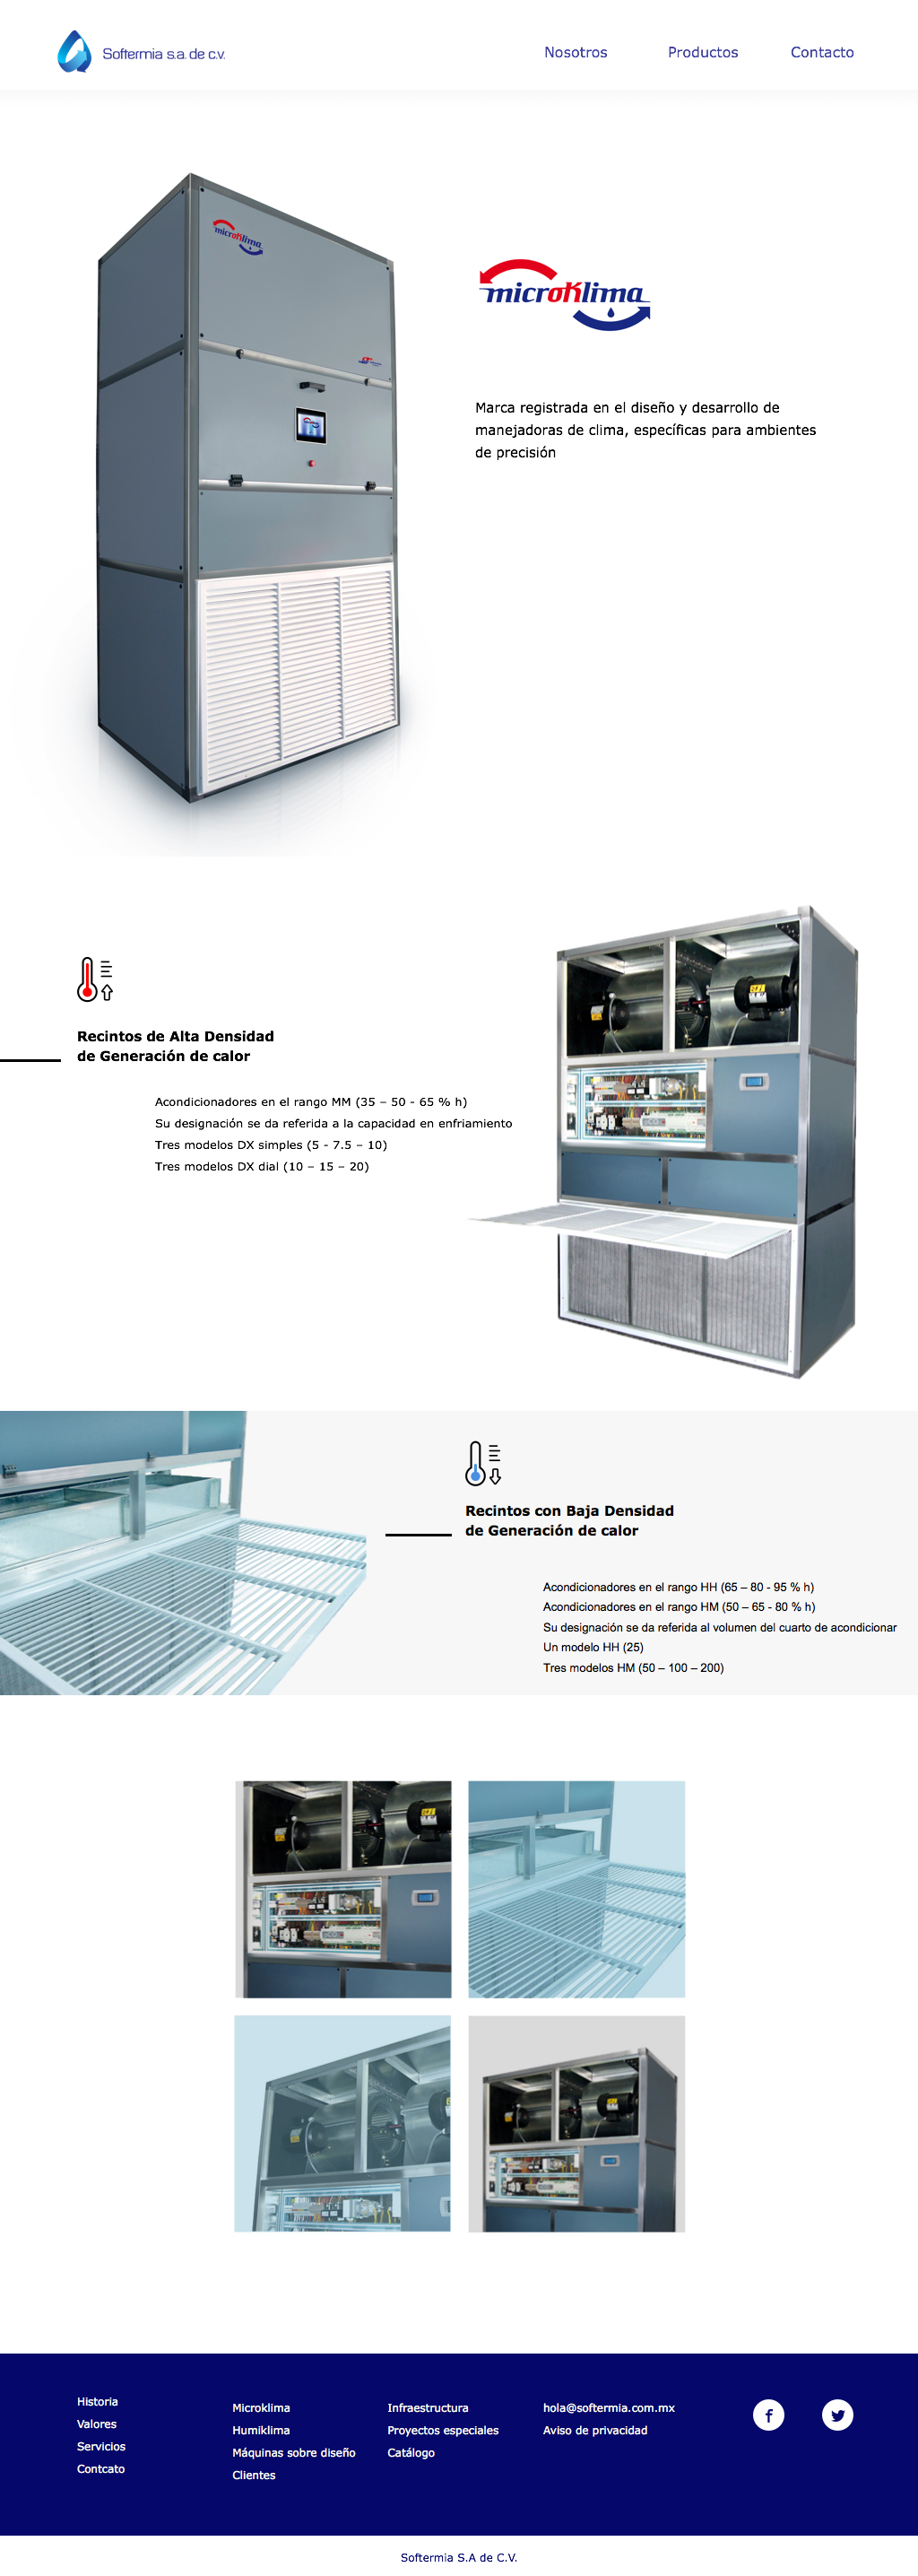 Softermia s.a. de c.v.
Nosotros
Productos
Contacto
microKlima
microKlima
Marca registrada en el diseño y desarrollo de
manejadoras de clima, específicas para ambientes
de precisión
Recintos de Alta Densidad
de Generación de calor
Acondicionadores en el rango MM (35 – 50 - 65 % h)
Su designación se da referida a la capacidad en enfriamiento
Tres modelos DX simples (5 - 7.5 – 10)
Tres modelos DX dial (10 – 15 – 20)
Recintos con Baja Densidad
de Generación de calor
Acondicionadores en el rango HH (65 – 80 - 95 % h)
Acondicionadores en el rango HM (50 – 65 - 80 % h)
Su designación se da referida al volumen del cuarto de acondicionar
Un modelo HH (25)
Tres modelos HM (50 – 100 – 200)
Historia
Valores
Servicios
Contcato
Microklima
Humiklima
Máquinas sobre diseño
Clientes
Infraestructura
Proyectos especiales
Catálogo
hola@softermia.com.mx
Aviso de privacidad
Softermia S.A de C.V.